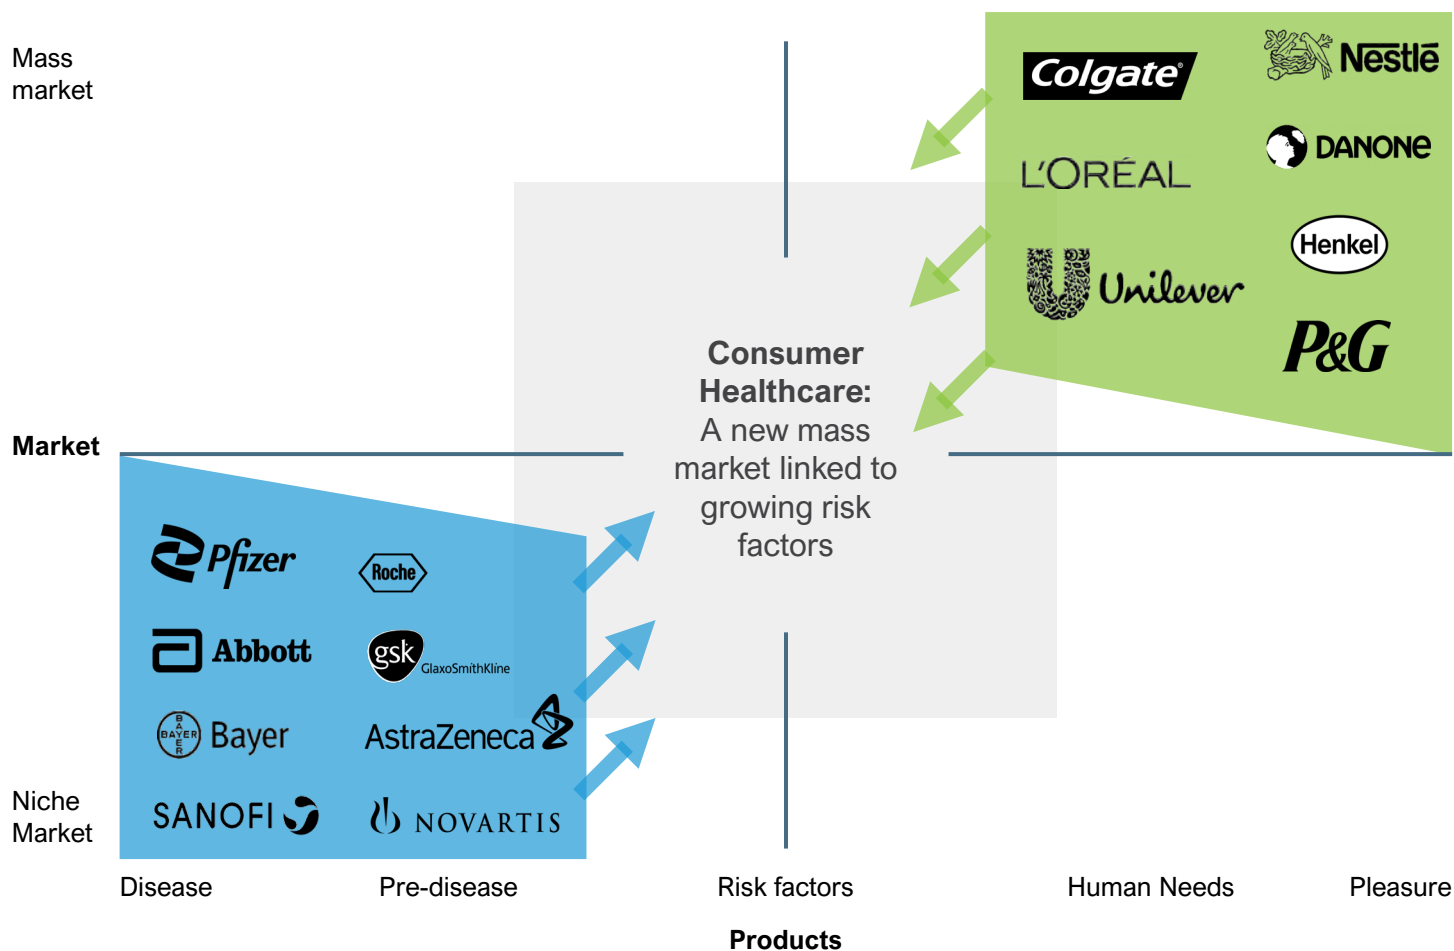 Mass
market
Colgate®
Nestlé
L'ORÉAL
DANONE
Unilever
Henkel
P&G
Consumer
Healthcare:
A new mass
market linked to
growing risk
factors
Market
Pfizer
Roche
Abbott
gsk
GlaxoSmithKline
BAYER
BAYER
Bayer
AstraZeneca
SANOFI
NOVARTIS
Niche
Market
Disease
Pre-disease
Risk factors
Human Needs
Pleasure
Products